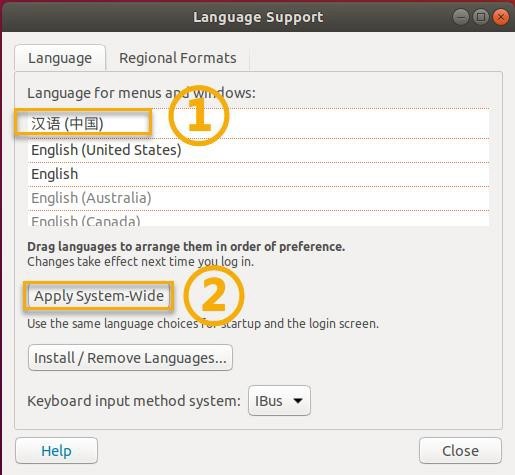 Language Support
Language
Regional Formats
Language for menus and windows:
汉语 (中国)
1
English (United States)
English
English (Australia)
English (Canada)
Drag languages to arrange them in order of preference.
Changes take effect next time you log in.
Apply System-Wide
2
Use the same language choices for startup and the login screen.
Install / Remove Languages...
Keyboard input method system:
IBus
Help
Close